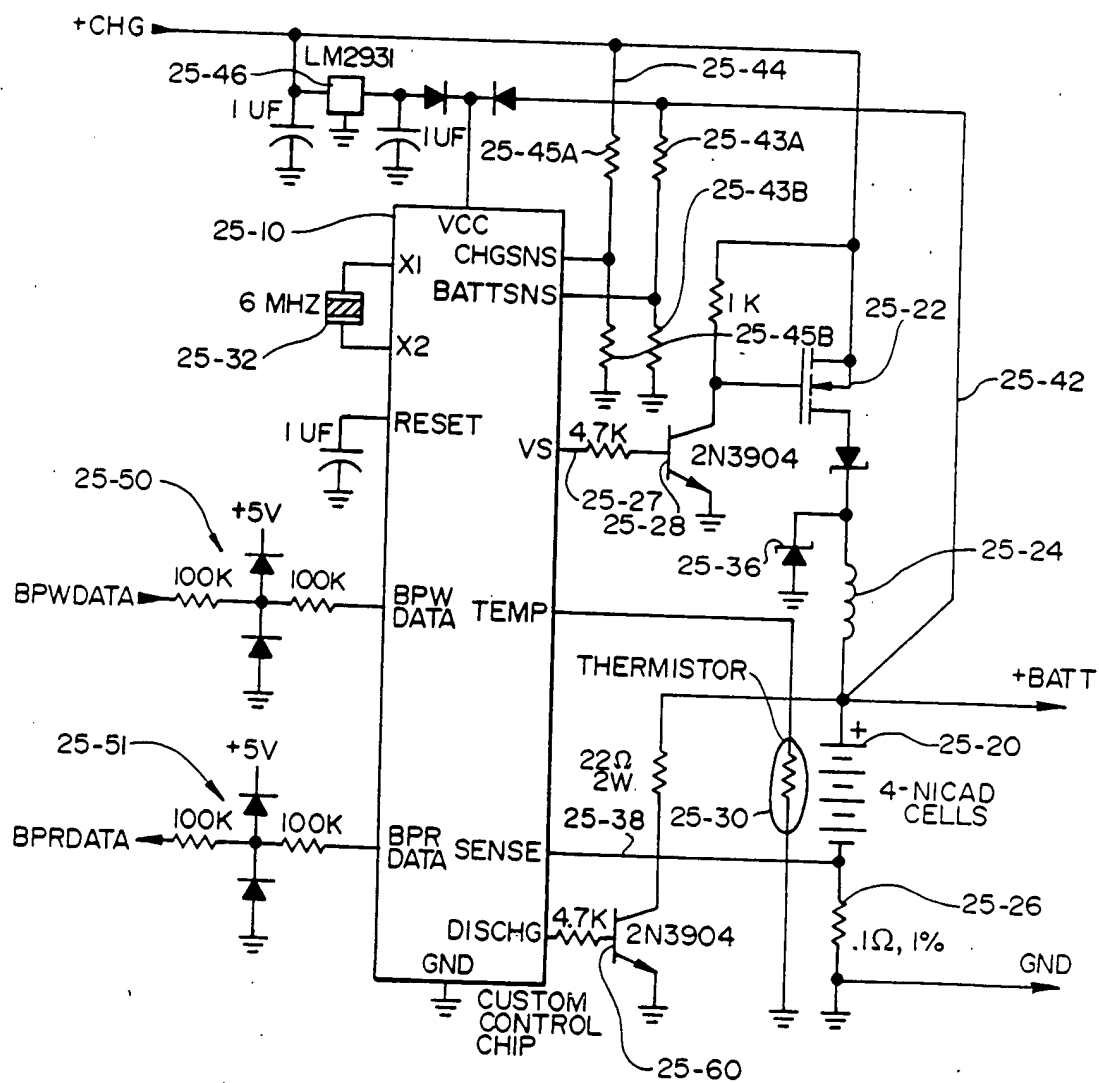 +CHG
LM2931
25-46
25-44
1 UF
1UF
25-45A
25-43A
25-43B
25-10
VCC
CHGSNS
X1
BATTSNS
6 MHZ
1 K
25-22
25-45B
25-32
X2
25-42
RESET
1 UF
VS
4.7K
2N3904
25-27
25-28
25-50
+5V
25-36
25-24
100K
100K
BPWDATA
BPW
DATA
TEMP
THERMISTOR
+BATT
25-51
+5V
+
25-20
22Ω
2W.
4-NICAD
CELLS
100K
100K
25-38
25-30
BPRDATA
BPR
DATA
SENSE
25-26
4.7K
DISCHG
2N3904
.1Ω, 1%
GND
GND
CUSTOM
CONTROL
CHIP
25-60